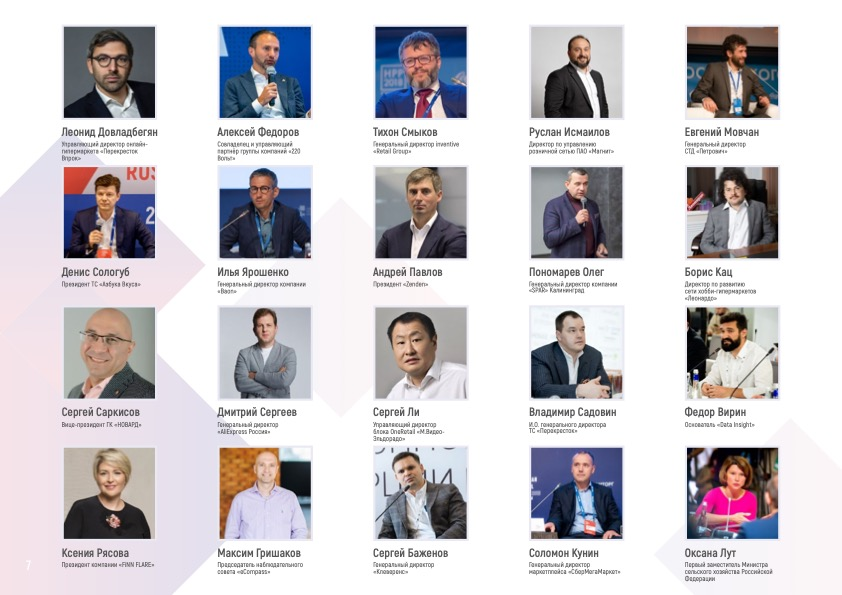 Леонид Довладбегян
Управляющий директор онлайн-
гипермаркета «Перекресток
Впрок»
Алексей Федоров
Совладелец и управляющий
партнёр группы компаний «220
Вольт»
Тихон Смыков
Генеральный директор Inventive
«Retail Group»
Руслан Исмаилов
Директор по управлению
розничной сетью ПАО «Магнит»
Евгений Мовчан
Генеральный директор
СТД «Петрович»
Денис Сологуб
Президент ТС «Азбука Вкуса»
Илья Ярошенко
Генеральный директор компании
«Baon»
Андрей Павлов
Президент «Zenden»
Пономарев Олег
Генеральный директор компании
«SPAR» Калининград
Борис Кац
Директор по развитию
сети хобби-гипермаркетов
«Леонардо»
Сергей Саркисов
Вице-президент ГК «НОВАРД»
Дмитрий Сергеев
Генеральный директор
«AliExpress Россия»
Сергей Ли
Управляющий директор
блока OneRetail «М.Видео-
Эльдорадо»
Владимир Садовин
И.О. генерального директора
ТС «Перекресток»
Федор Вирин
Основатель «Data Insight»
Ксения Рясова
Президент компании «FINN FLARE»
Максим Гришаков
Председатель наблюдательного
совета «eCompass»
Сергей Баженов
Генеральный директор
«Клеверенс»
Соломон Кунин
Генеральный директор
маркетплейса «СберМегаМаркет»
Оксана Лут
Первый заместитель Министра
сельского хозяйства Российской
Федерации
7